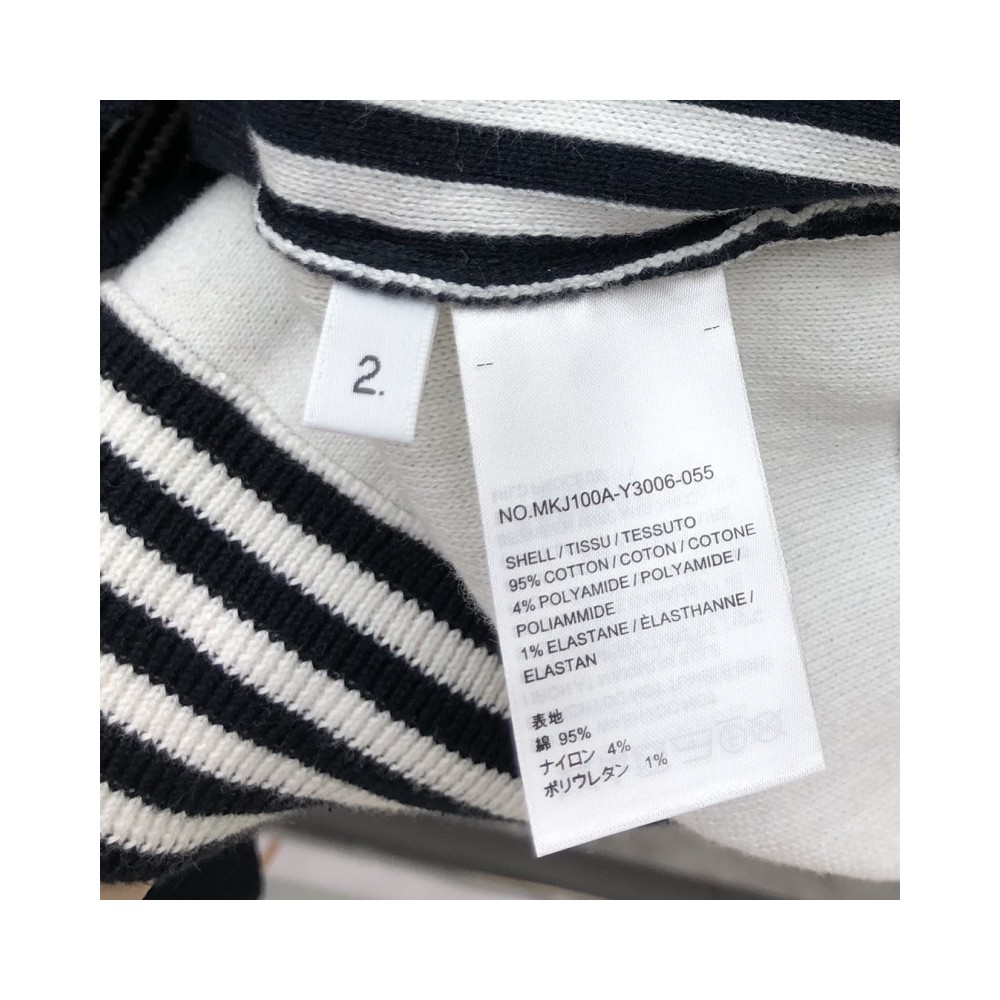 2.
NO.MKJ100A-Y3006-055
SHELL / TISSU / TESSUTO
95% COTTON / COTON / COTONE
4% POLYAMIDE / POLYAMIDE /
POLIAMMIDE
1% ELASTANE / ÈLASTHANNE /
ELASTAN
表地
綿 95%
ナイロン 4%
ポリウレタン 1%